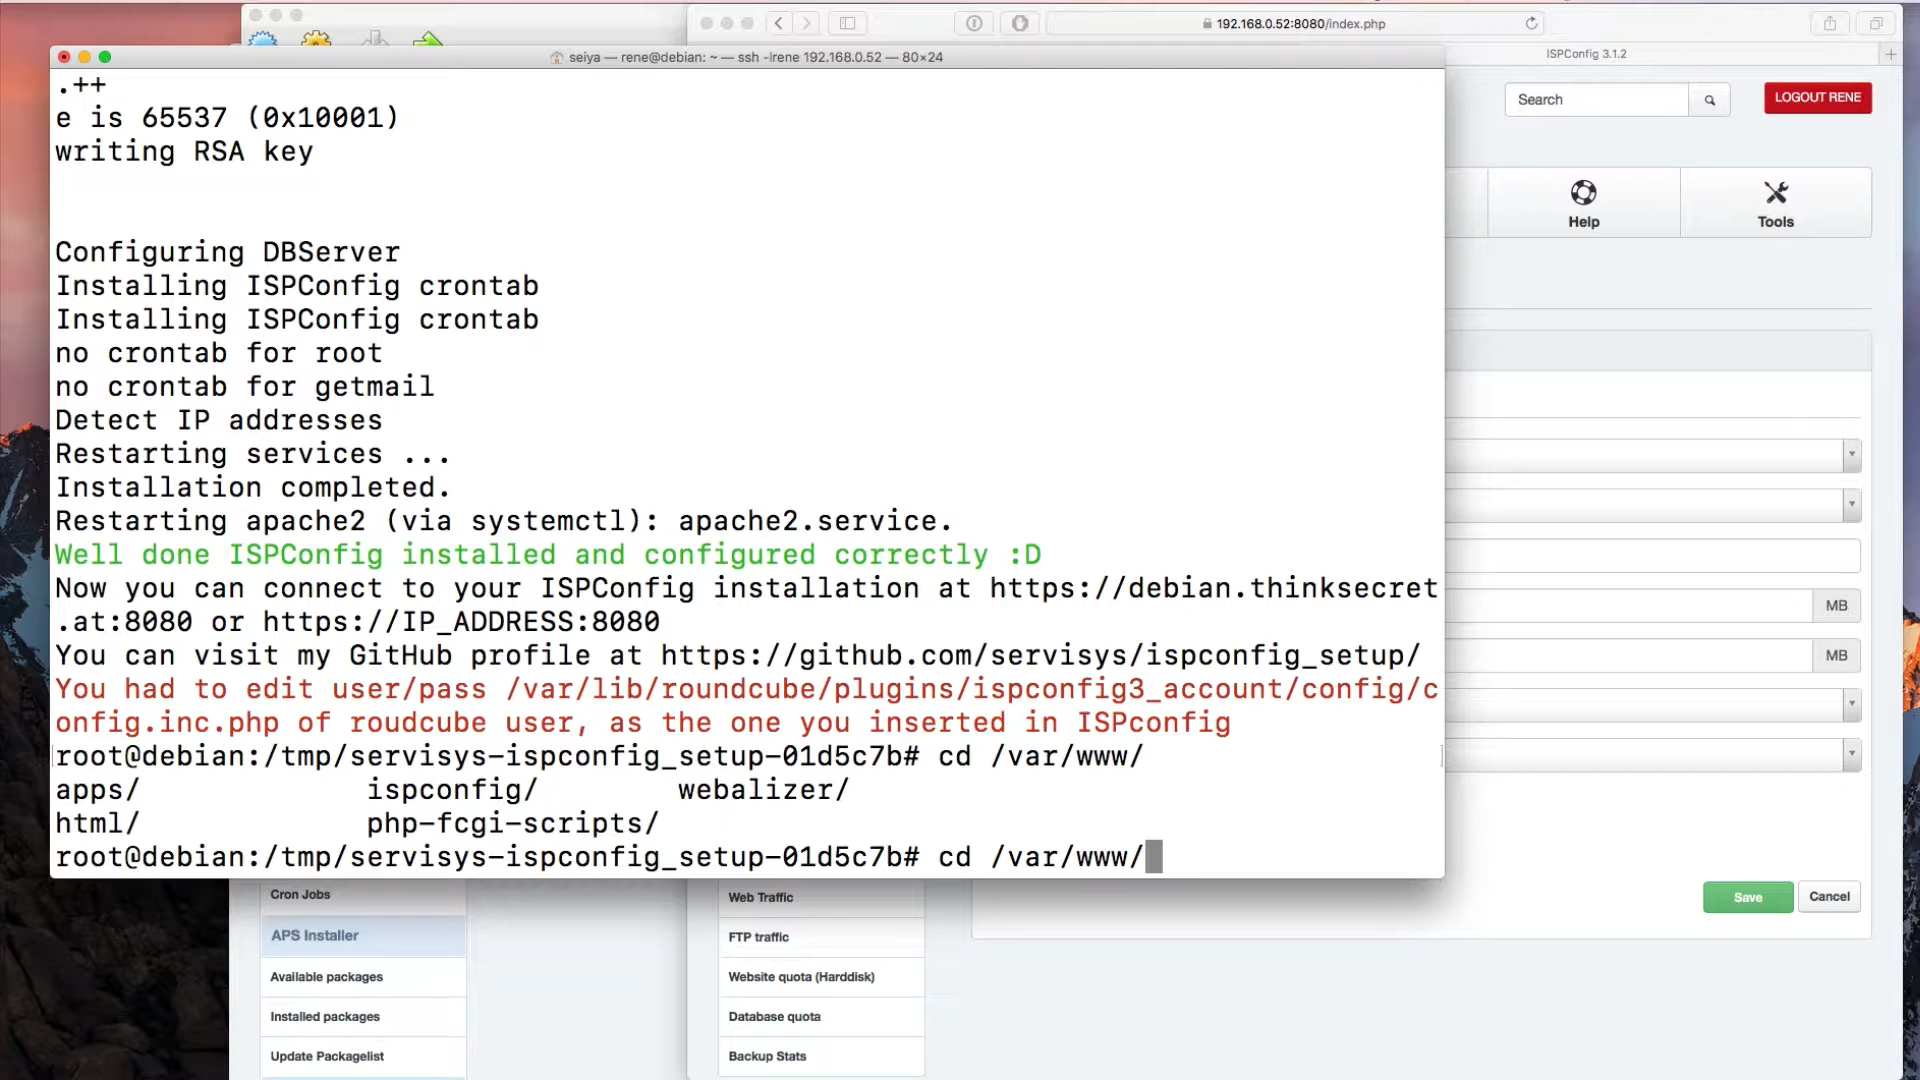 192.168.0.52:8080/index.php
seiya — rene@debian: ~ — ssh -lrene 192.168.0.52 — 80×24
ISPConfig 3.1.2
Search
LOGOUT RENE
Help
Tools
.++
e is 65537 (0x10001)
writing RSA key
Configuring DBServer
Installing ISPConfig crontab
Installing ISPConfig crontab
no crontab for root
no crontab for getmail
Detect IP addresses
Restarting services ...
Installation completed.
Restarting apache2 (via systemctl): apache2.service.
Well done ISPConfig installed and configured correctly :D
Now you can connect to your ISPConfig installation at https://debian.thinksecret
.at:8080 or https://IP_ADDRESS:8080
You can visit my GitHub profile at https://github.com/servisys/ispconfig_setup/
You had to edit user/pass /var/lib/roundcube/plugins/ispconfig3_account/config/c
onfig.inc.php of roudcube user, as the one you inserted in ISPconfig
root@debian:/tmp/servisys-ispconfig_setup-01d5c7b# cd /var/www/
apps/ ispconfig/ webalizer/
html/ php-fcgi-scripts/
root@debian:/tmp/servisys-ispconfig_setup-01d5c7b# cd /var/www/
MB
MB
Save
Cancel
Cron Jobs
APS Installer
Available packages
Installed packages
Update Packagelist
Web Traffic
FTP traffic
Website quota (Harddisk)
Database quota
Backup Stats